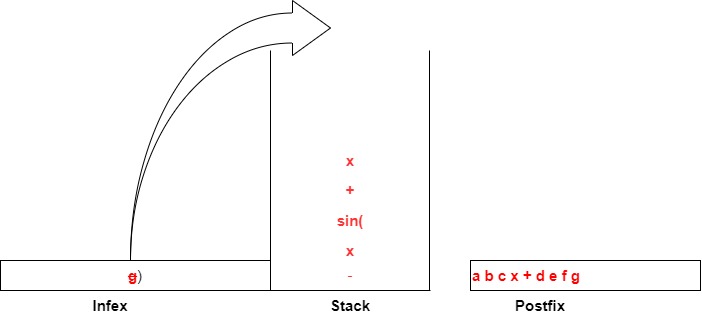 x
+
sin(
x
-
g)
a b c x + d e f g
Infex
Stack
Postfix